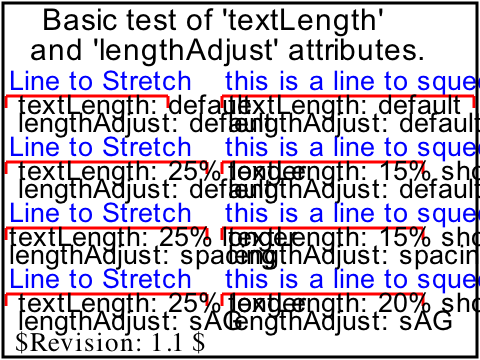 Basic test of 'textLength'
and 'lengthAdjust' attributes.
Line to Stretch this is a line to sque
textLength: default textLength: default
lengthAdjust: default lengthAdjust: default
Line to Stretch this is a line to sque
textLength: 25% longer textLength: 15% sho
lengthAdjust: default lengthAdjust: default
Line to Stretch this is a line to sque
textLength: 25% longer textLength: 15% sho
lengthAdjust: spacing lengthAdjust: spacin
Line to Stretch this is a line to sque
textLength: 25% longer textLength: 20% sho
lengthAdjust: sAG lengthAdjust: sAG
$Revision: 1.1 $